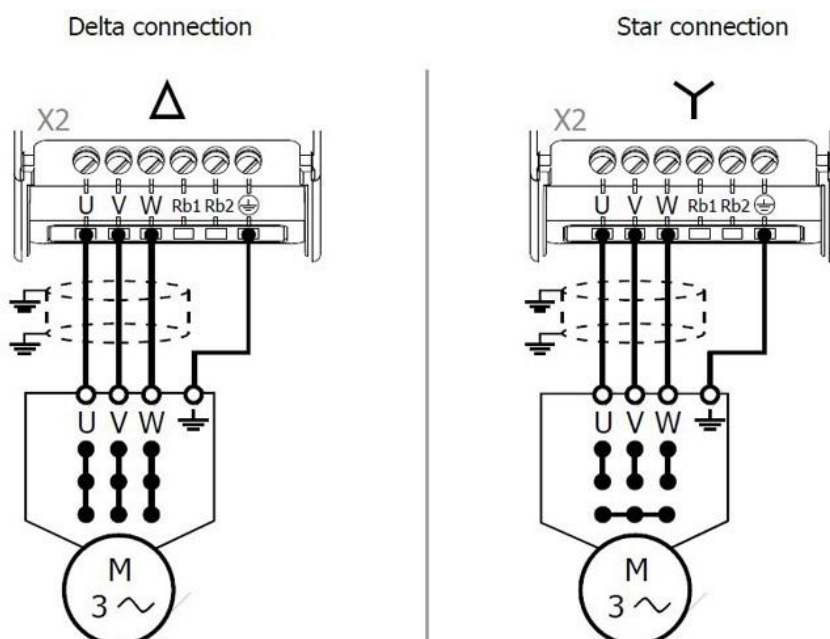 Delta connection
Star connection
X2
U V W Rb1 Rb2
U V W
M
3
X2
U V W Rb1 Rb2
U V W
M
3